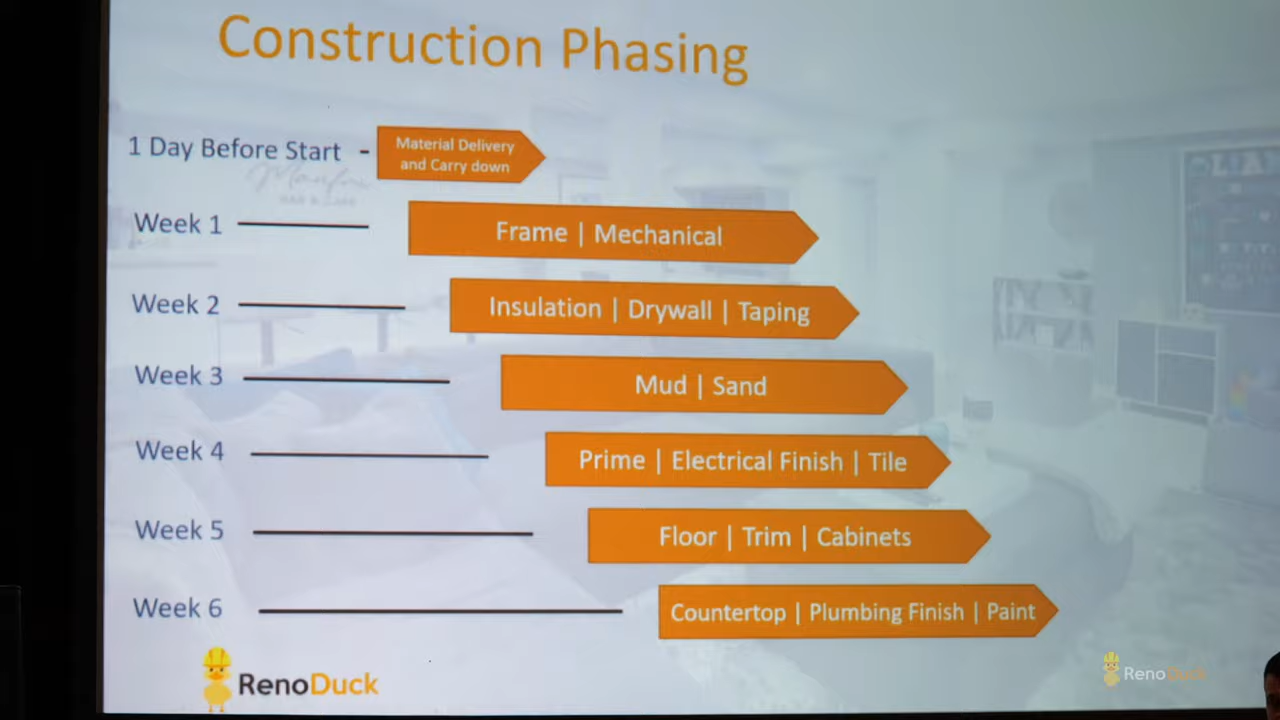 Construction Phasing
1 Day Before Start -
Material Delivery
and Carry down
Week 1
Frame | Mechanical
Week 2
Insulation | Drywall | Taping
Week 3
Mud | Sand
Week 4
Prime | Electrical Finish | Tile
Week 5
Floor | Trim | Cabinets
Week 6
Countertop | Plumbing Finish | Paint
RenoDuck
RenoDuck